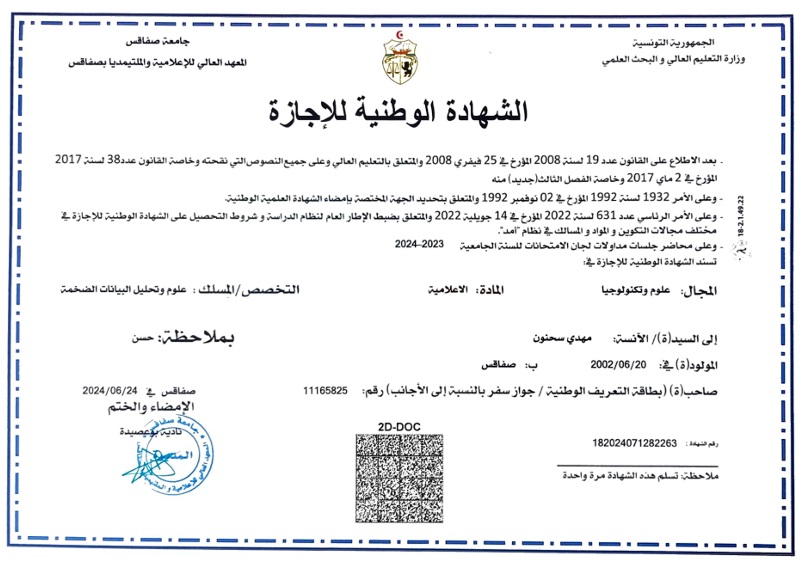 الجمهورية التونسية
وزارة التعليم العالي و البحث العلمي
جامعة صفاقس
المعهد العالي للإعلامية والملتيمديا بصفاقس
الشهادة الوطنية للإجازة
- بعد الاطلاع على القانون عدد 19 لسنة 2008 المؤرخ في 25 فيفري 2008 والمتعلق بالتعليم العالي وعلى جميع النصوص التي نقحته وخاصة القانون عدد38 لسنة 2017
المؤرخ في 2 ماي 2017 وخاصة الفصل الثالث(جديد) منه
- وعلى الأمر 1932 لسنة 1992 المؤرخ في 02 نوفمبر 1992 والمتعلق بتحديد الجهة المختصة بإمضاء الشهادة العلمية الوطنية.
- وعلى الأمر الرئاسي عدد 631 لسنة 2022 المؤرخ في 14 جويلية 2022 والمتعلق بضبط الإطار العام لنظام الدراسة و شروط التحصيل على الشهادة الوطنية للإجازة في
مختلف مجالات التكوين و المواد و المسالك في نظام "أمد".
- وعلى محاضر جلسات مداولات لجان الامتحانات للسنة الجامعية 2023-2024
تسند الشهادة الوطنية للإجازة في:
18-2.1.49.22
المجال: علوم وتكنولوجيا المادة: الاعلامية التخصص/المسلك: علوم وتحليل البيانات الضخمة
إلى السيد(ة)/ الآنسة: مهدي سحنون بملاحظة: حسن
المولود(ة) في: 2002/06/20 ب: صفاقس
صاحب(ة) (بطاقة التعريف الوطنية / جواز سفر بالنسبة إلى الأجانب) رقم: 11165825
صفاقس في 2024/06/24
الإمضاء والختم
نادية بوعصيدة
المدير
2D-DOC
رقم الشهادة : 182024071282263
ملاحظة: تسلم هذه الشهادة مرة واحدة